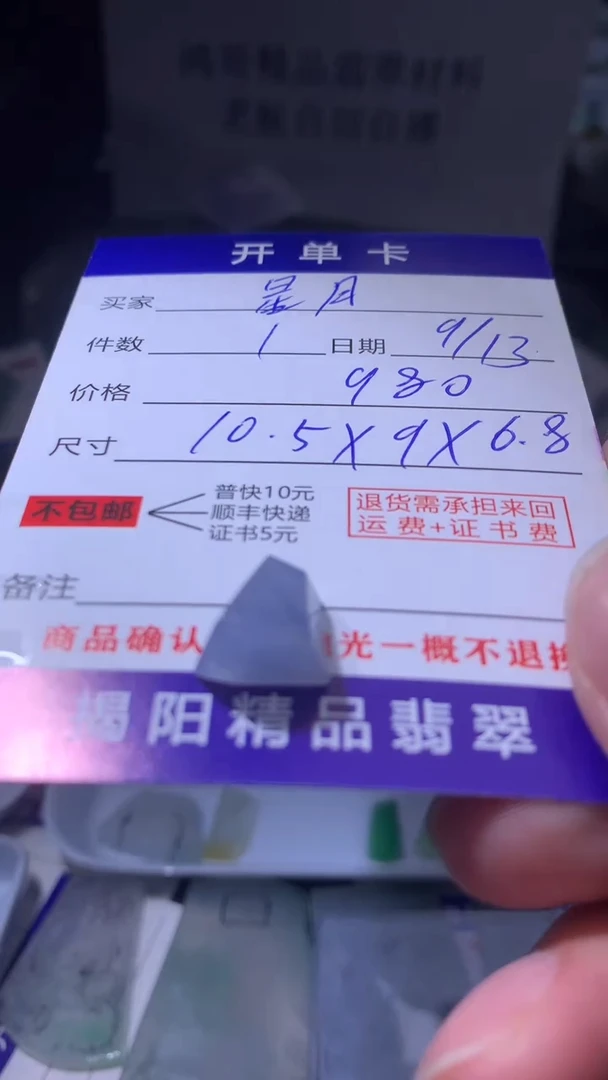 开单卡
买家 星月
件数 1 日期 9/13
价格 980
尺寸 10.5X9X6.8
不包邮
普快10元
顺丰快递
证书5元
退货需承担来回
运费+证书费
备注
商品确认 光一概不退换
揭阳精品翡翠